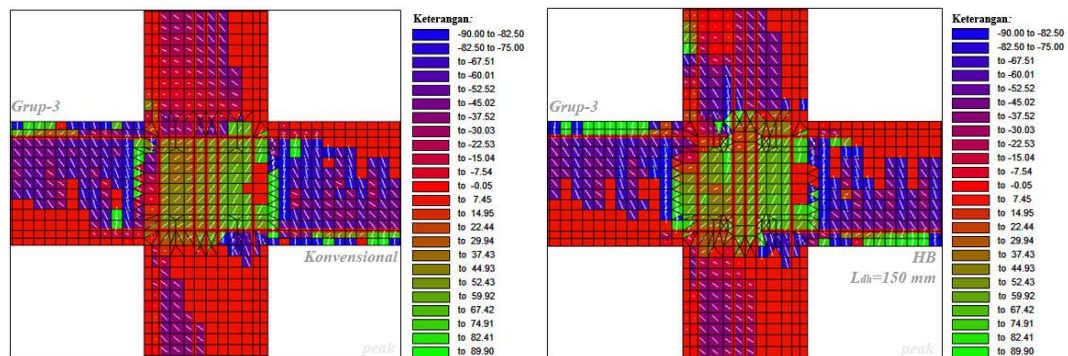 Keterangan:
-90.00 to -82.50
-82.50 to -75.00
to -67.51
to -60.01
to -52.52
to -45.02
to -37.52
to -30.03
to -22.53
to -15.04
to -7.54
to -0.05
to 7.45
to 14.95
to 22.44
to 29.94
to 37.43
to 44.93
to 52.43
to 59.92
to 67.42
to 74.91
to 82.41
to 89.90
Grup-3
Konvensional
peak
Keterangan:
-90.00 to -82.50
-82.50 to -75.00
to -67.51
to -60.01
to -52.52
to -45.02
to -37.52
to -30.03
to -22.53
to -15.04
to -7.54
to -0.05
to 7.45
to 14.95
to 22.44
to 29.94
to 37.43
to 44.93
to 52.43
to 59.92
to 67.42
to 74.91
to 82.41
to 89.90
Grup-3
HB
Ldh=150 mm
peak